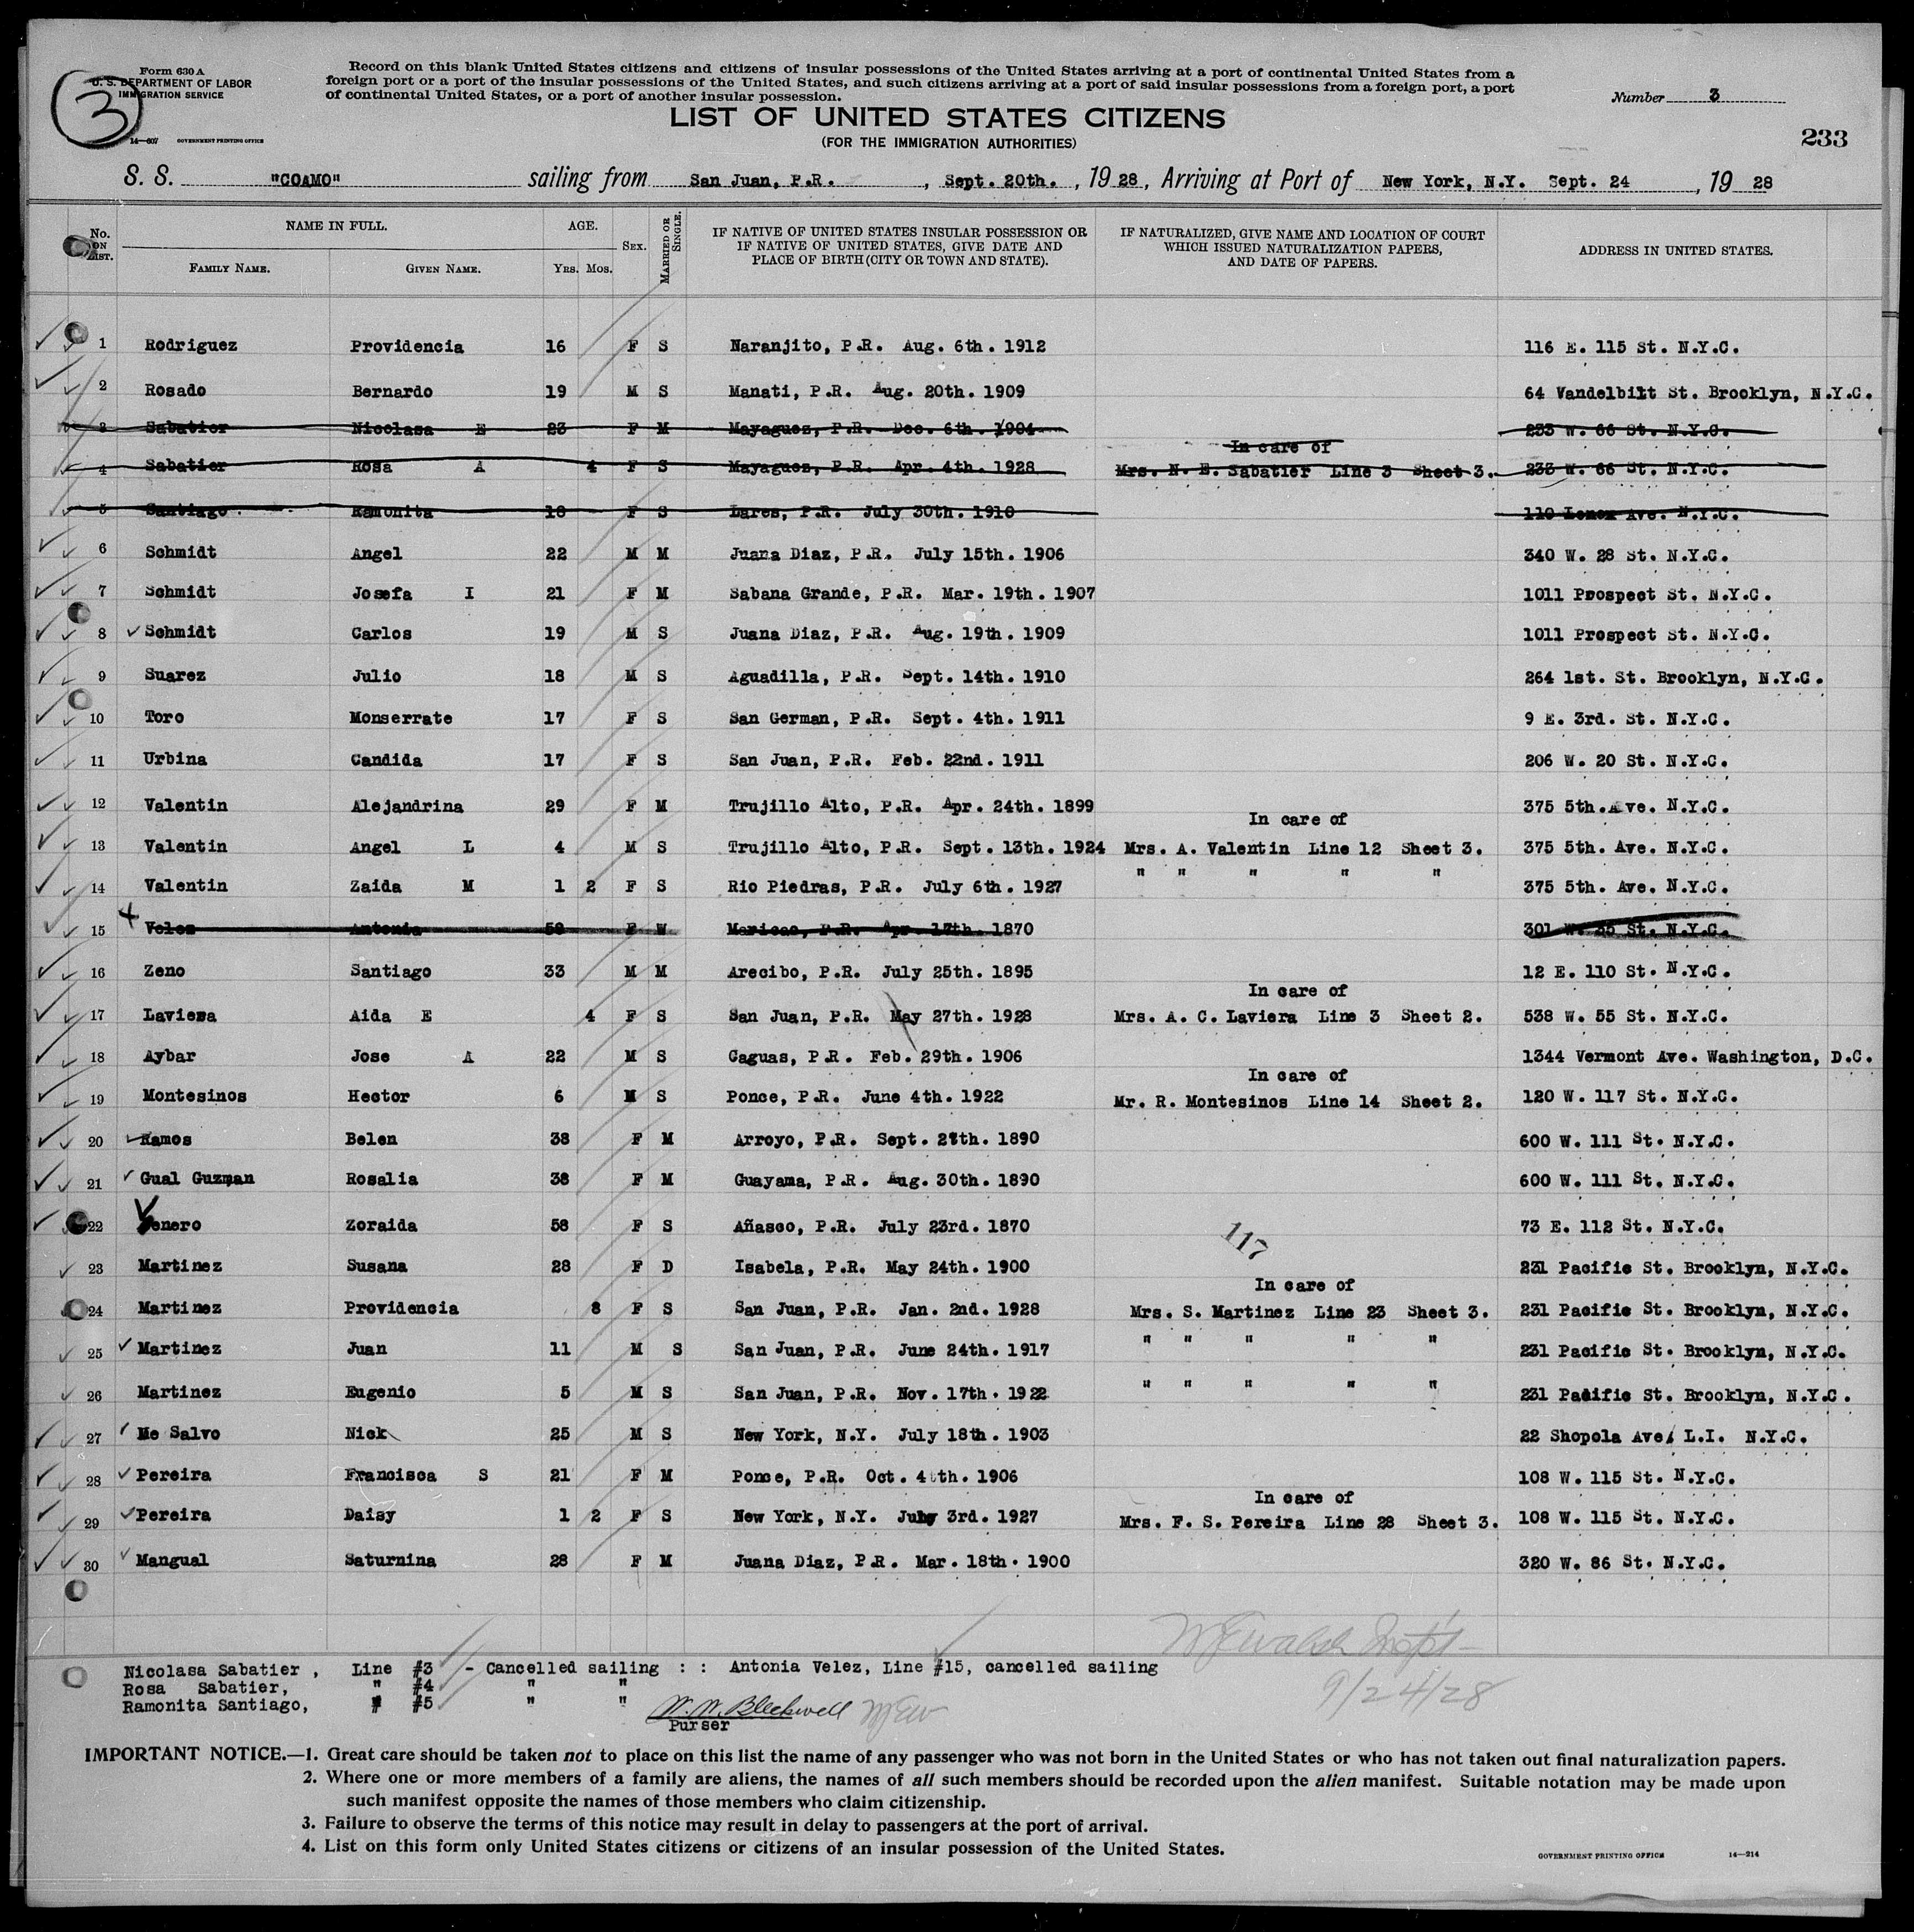 Form 630 A
U. S. DEPARTMENT OF LABOR
IMMIGRATION SERVICE
3
14—607 GOVERNMENT PRINTING OFFICE
Record on this blank United States citizens and citizens of insular possessions of the United States arriving at a port of continental United States from a
foreign port or a port of the insular possessions of the United States, and such citizens arriving at a port of said insular possessions from a foreign port, a port
of continental United States, or a port of another insular possession.
Number 3
LIST OF UNITED STATES CITIZENS
(FOR THE IMMIGRATION AUTHORITIES)
233
S. S. "COAMO" sailing from San Juan, P.R. , Sept. 20th. , 19 28 , Arriving at Port of New York, N.Y. Sept. 24 , 19 28
No. ON LIST. NAME IN FULL. AGE. SEX. MARRIED OR SINGLE. IF NATIVE OF UNITED STATES INSULAR POSSESSION OR IF NATIVE OF UNITED STATES, GIVE DATE AND PLACE OF BIRTH (CITY OR TOWN AND STATE). IF NATURALIZED, GIVE NAME AND LOCATION OF COURT WHICH ISSUED NATURALIZATION PAPERS, AND DATE OF PAPERS. ADDRESS IN UNITED STATES.
FAMILY NAME. GIVEN NAME. YRS. MOS.
1 Rodriguez Providencia 16 F S Naranjito, P.R. Aug. 6th. 1912 116 E. 115 St. N.Y.C.
2 Rosado Bernardo 19 M S Manati, P.R. Aug. 20th. 1909 64 Vandelbilt St. Brooklyn, N.Y.C.
3 Sabatier Nicolasa E 23 F M Mayaguez, P.R. Dec. 6th. 1904 233 W. 66 St. N.Y.C.
In care of
4 Sabatier Rosa A 4 F S Mayaguez, P.R. Apr. 4th. 1928 Mrs. N. E. Sabatier Line 3 Sheet 3. 233 W. 66 St. N.Y.C.
5 Santiago Ramonita 18 F S Lares, P.R. July 30th. 1910 110 Lenox Ave. N.Y.C.
6 Schmidt Angel 22 M M Juana Diaz, P.R. July 15th. 1906 340 W. 28 St. N.Y.C.
7 Schmidt Josefa I 21 F M Sabana Grande, P.R. Mar. 19th. 1907 1011 Prospect St. N.Y.C.
8 Schmidt Carlos 19 M S Juana Diaz, P.R. Aug. 19th. 1909 1011 Prospect St. N.Y.C.
9 Suarez Julio 18 M S Aguadilla, P.R. Sept. 14th. 1910 264 1st. St. Brooklyn, N.Y.C.
10 Toro Monserrate 17 F S San German, P.R. Sept. 4th. 1911 9 E. 3rd. St. N.Y.C.
11 Urbina Candida 17 F S San Juan, P.R. Feb. 22nd. 1911 206 W. 20 St. N.Y.C.
12 Valentin Alejandrina 29 F M Trujillo Alto, P.R. Apr. 24th. 1899 375 5th. Ave. N.Y.C.
In care of
13 Valentin Angel L 4 M S Trujillo Alto, P.R. Sept. 13th. 1924 Mrs. A. Valentin Line 12 Sheet 3. 375 5th. Ave. N.Y.C.
14 Valentin Zaida M 1 2 F S Rio Piedras, P.R. July 6th. 1927 " " " " " 375 5th. Ave. N.Y.C.
15 Velez Antonia 58 F W Maricao, P.R. Apr. 17th. 1870 301 W. 55 St. N.Y.C.
16 Zeno Santiago 33 M M Arecibo, P.R. July 25th. 1895 12 E. 110 St. N.Y.C.
In care of
17 Laviera Aida E 4 F S San Juan, P.R. May 27th. 1928 Mrs. A. C. Laviera Line 3 Sheet 2. 538 W. 55 St. N.Y.C.
18 Aybar Jose A 22 M S Caguas, P.R. Feb. 29th. 1906 1344 Vermont Ave. Washington, D.C.
In care of
19 Montesinos Hector 6 M S Ponce, P.R. June 4th. 1922 Mr. R. Montesinos Line 14 Sheet 2. 120 W. 117 St. N.Y.C.
20 Ramos Belen 38 F M Arroyo, P.R. Sept. 27th. 1890 600 W. 111 St. N.Y.C.
21 Gual Guzman Rosalia 38 F M Guayama, P.R. Aug. 30th. 1890 600 W. 111 St. N.Y.C.
22 Venero Zoraida 58 F S Añasco, P.R. July 23rd. 1870 117 73 E. 112 St. N.Y.C.
23 Martinez Susana 28 F D Isabela, P.R. May 24th. 1900 231 Pacific St. Brooklyn, N.Y.C.
In care of
24 Martinez Providencia 8 F S San Juan, P.R. Jan. 2nd. 1928 Mrs. S. Martinez Line 23 Sheet 3. 231 Pacific St. Brooklyn, N.Y.C.
25 Martinez Juan 11 M S San Juan, P.R. June 24th. 1917 " " " " " 231 Pacific St. Brooklyn, N.Y.C.
26 Martinez Eugenio 5 M S San Juan, P.R. Nov. 17th. 1922 " " " " " 231 Pacific St. Brooklyn, N.Y.C.
27 Me Salvo Nick 25 M S New York, N.Y. July 18th. 1903 22 Shopola Ave. L.I. N.Y.C.
28 Pereira Francisca S 21 F M Ponce, P.R. Oct. 4th. 1906 108 W. 115 St. N.Y.C.
In care of
29 Pereira Daisy 1 2 F S New York, N.Y. July 3rd. 1927 Mrs. F. S. Pereira Line 28 Sheet 3. 108 W. 115 St. N.Y.C.
30 Mangual Saturnina 28 F M Juana Diaz, P.R. Mar. 18th. 1900 320 W. 86 St. N.Y.C.
Nicolasa Sabatier , Line #3 - Cancelled sailing : : Antonia Velez, Line #15, cancelled sailing
Rosa Sabatier, " #4 " "
Ramonita Santiago, " #5 " "
9/24/28
Purser
IMPORTANT NOTICE.—1. Great care should be taken not to place on this list the name of any passenger who was not born in the United States or who has not taken out final naturalization papers.
2. Where one or more members of a family are aliens, the names of all such members should be recorded upon the alien manifest. Suitable notation may be made upon
such manifest opposite the names of those members who claim citizenship.
3. Failure to observe the terms of this notice may result in delay to passengers at the port of arrival.
4. List on this form only United States citizens or citizens of an insular possession of the United States.
GOVERNMENT PRINTING OFFICE 14—214